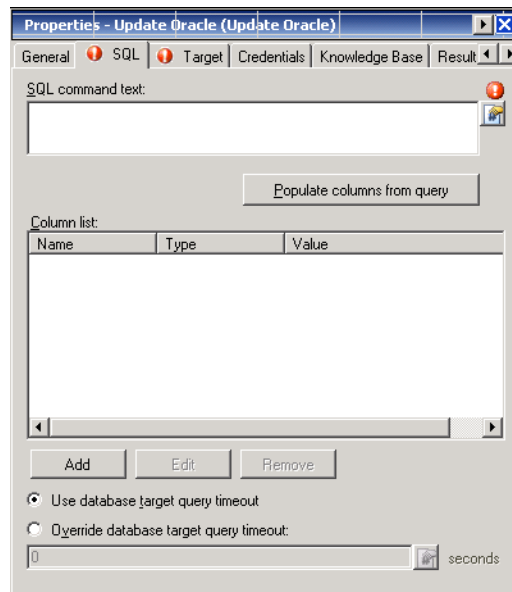 Properties - Update Oracle (Update Oracle)
General SQL Target Credentials Knowledge Base Result
SQL command text:
Populate columns from query
Column list:
Name Type Value
Add Edit Remove
Use database target query timeout
Override database target query timeout:
0 seconds